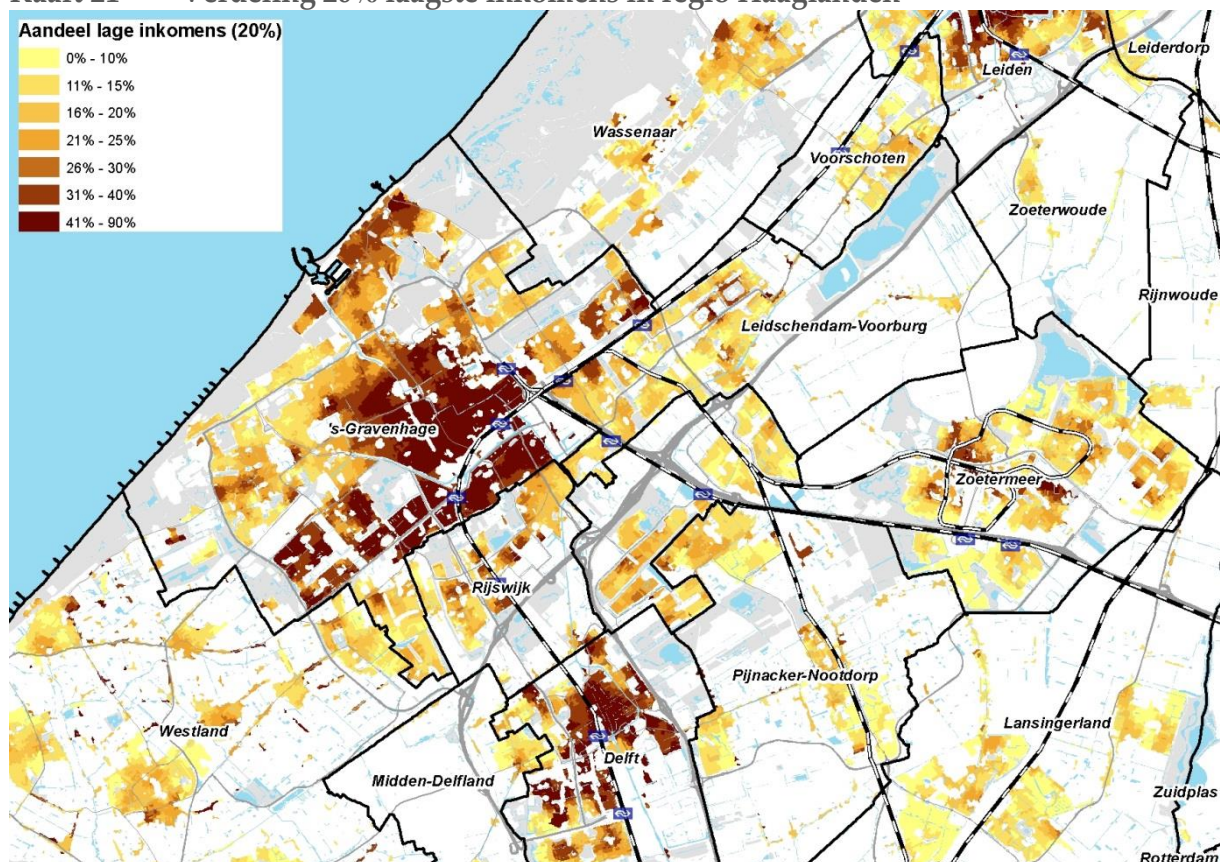 Aandeel lage inkomens (20%)
0% - 10%
11% - 15%
16% - 20%
21% - 25%
26% - 30%
31% - 40%
41% - 90%
Leiderdorp
Leiden
Wassenaar
Voorschoten
Zoeterwoude
Rijnwoude
Leidschendam-Voorburg
's-Gravenhage
Zoetermeer
Rijswijk
Pijnacker-Nootdorp
Lansingerland
Westland
Delft
Midden-Delfland
Zuidplas
Rotterdam